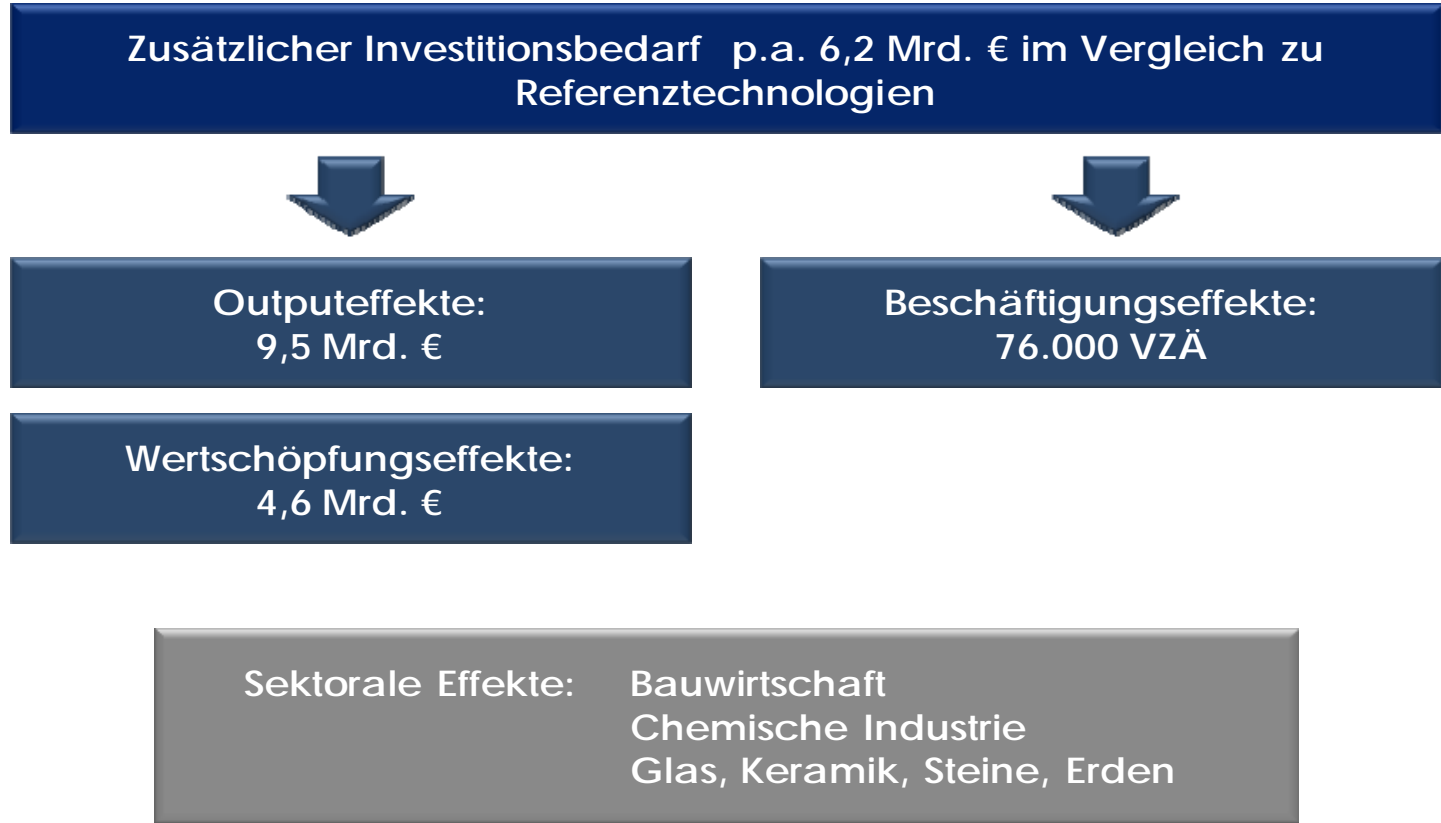 Zusätzlicher Investitionsbedarf p.a. 6,2 Mrd. € im Vergleich zu
Referenztechnologien
Outputeffekte:
9,5 Mrd. €
Beschäftigungseffekte:
76.000 VZÄ
Wertschöpfungseffekte:
4,6 Mrd. €
Sektorale Effekte: Bauwirtschaft
Chemische Industrie
Glas, Keramik, Steine, Erden